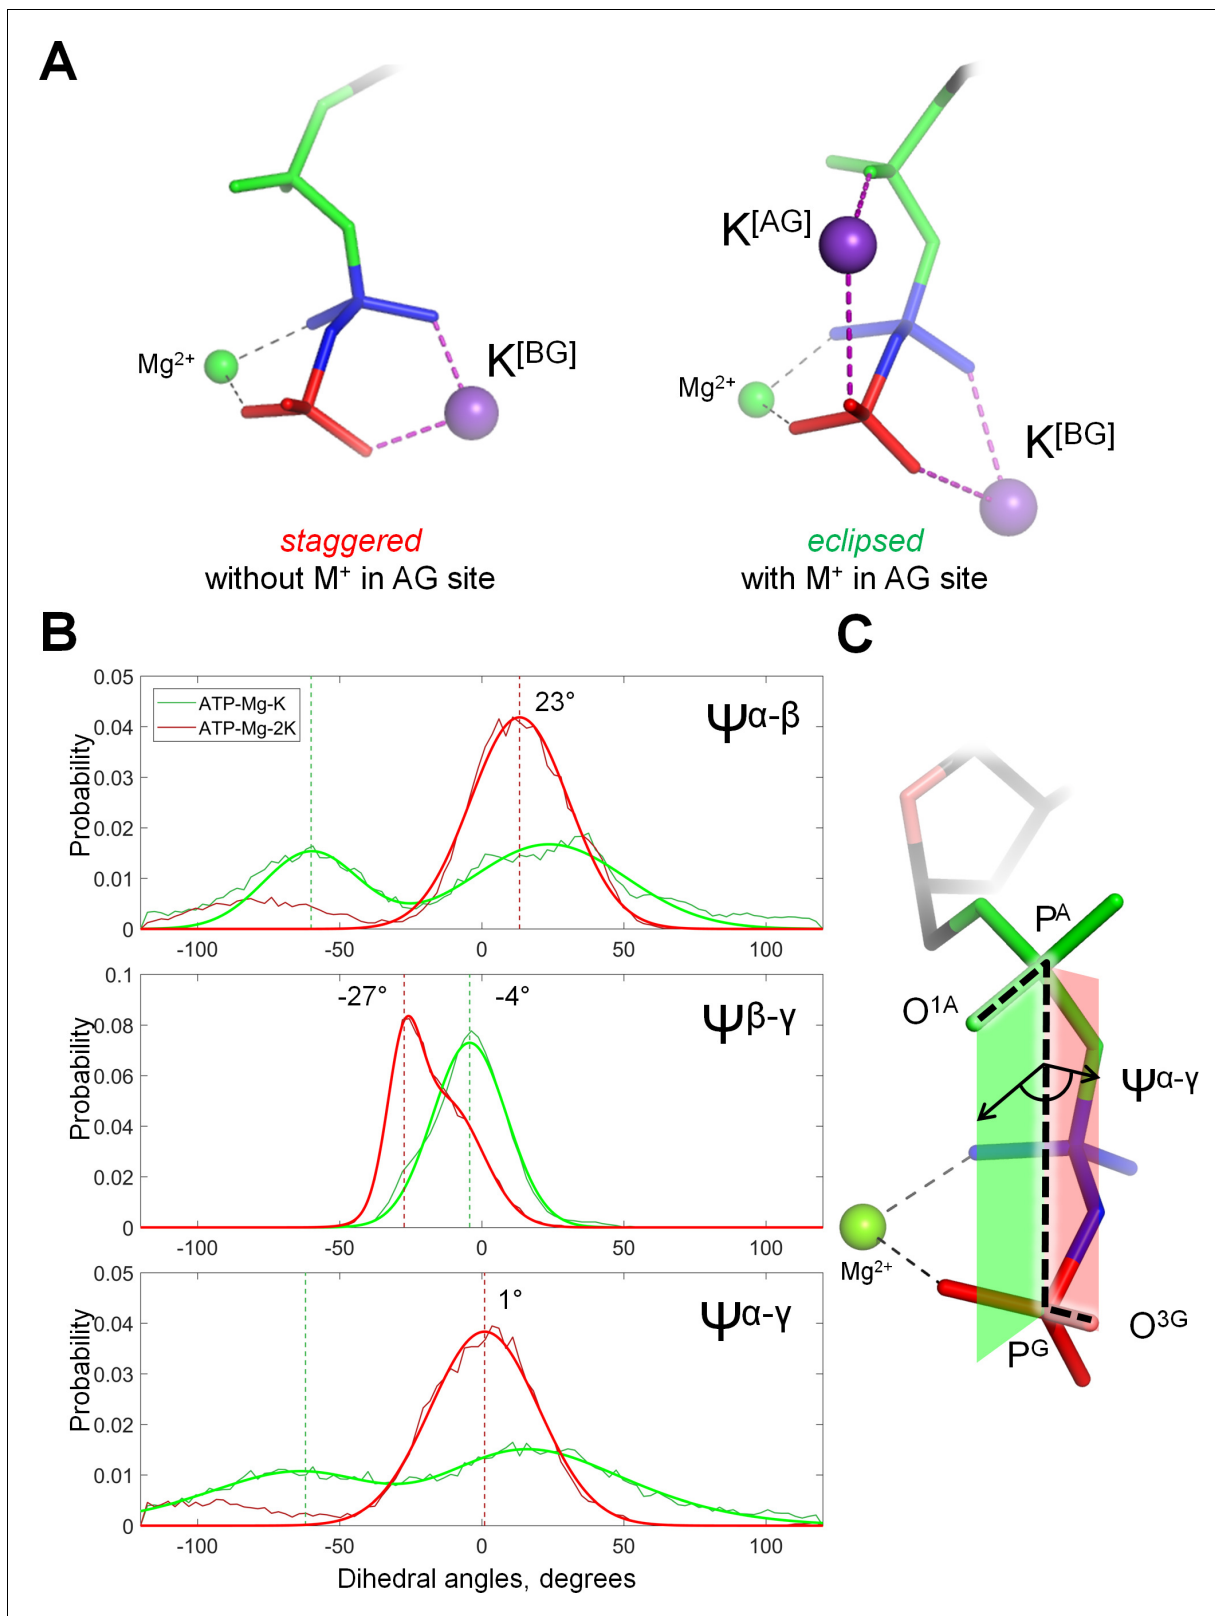 A
K[AG]
Mg2+
K[BG]
Mg2+
K[BG]
staggered
without M+ in AG site
eclipsed
with M+ in AG site
B
C
0.05
0.04
0.03
0.02
0.01
0
Probability
ATP-Mg-K
ATP-Mg-2K
23°
Ψα-β
-100
-50
0
50
100
0.1
0.08
0.06
0.04
0.02
0
Probability
-27°
-4°
Ψβ-γ
-100
-50
0
50
100
0.05
0.04
0.03
0.02
0.01
0
Probability
1°
Ψα-γ
-100
-50
0
50
100
Dihedral angles, degrees
PA
O1A
Ψα-γ
Mg2+
O3G
PG